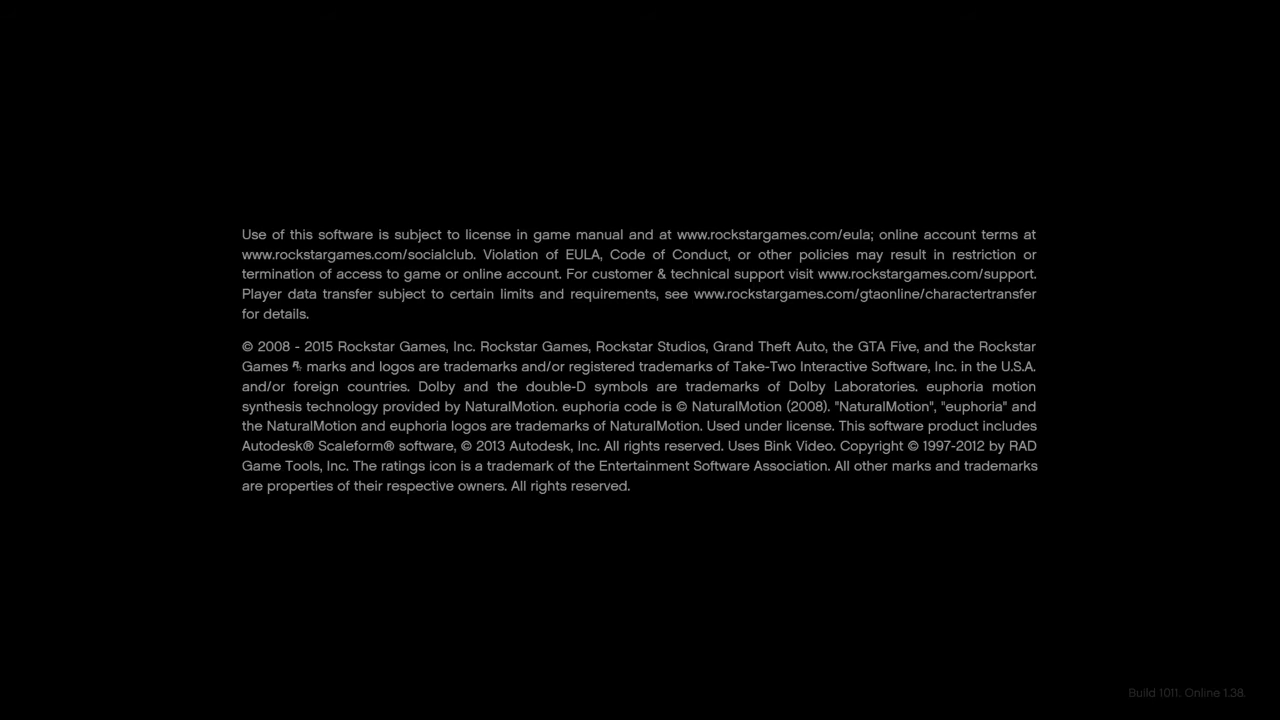 Use of this software is subject to license in game manual and at www.rockstargames.com/eula; online account terms at
www.rockstargames.com/socialclub. Violation of EULA, Code of Conduct, or other policies may result in restriction or
termination of access to game or online account. For customer & technical support visit www.rockstargames.com/support.
Player data transfer subject to certain limits and requirements, see www.rockstargames.com/gtaonline/charactertransfer
for details.
© 2008 - 2015 Rockstar Games, Inc. Rockstar Games, Rockstar Studios, Grand Theft Auto, the GTA Five, and the Rockstar
Games R* marks and logos are trademarks and/or registered trademarks of Take-Two Interactive Software, Inc. in the U.S.A.
and/or foreign countries. Dolby and the double-D symbols are trademarks of Dolby Laboratories. euphoria motion
synthesis technology provided by NaturalMotion. euphoria code is © NaturalMotion (2008). "NaturalMotion", "euphoria" and
the NaturalMotion and euphoria logos are trademarks of NaturalMotion. Used under license. This software product includes
Autodesk® Scaleform® software, © 2013 Autodesk, Inc. All rights reserved. Uses Bink Video. Copyright © 1997-2012 by RAD
Game Tools, Inc. The ratings icon is a trademark of the Entertainment Software Association. All other marks and trademarks
are properties of their respective owners. All rights reserved.
Build 1011, Online 1.38.